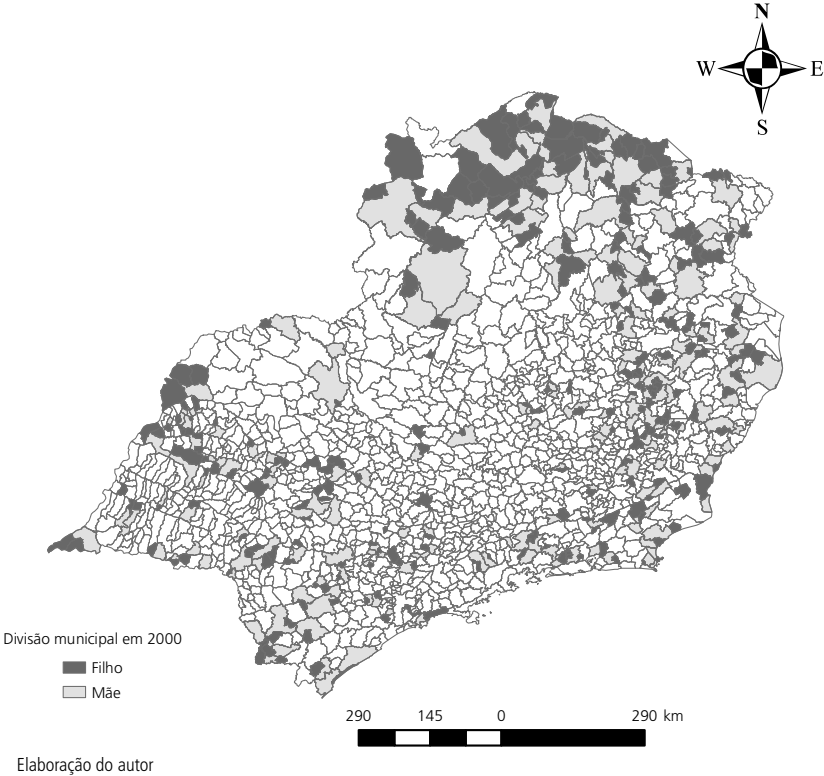 N
W E
S
Divisão municipal em 2000
Filho
Mãe
290 145 0 290 km
Elaboração do autor